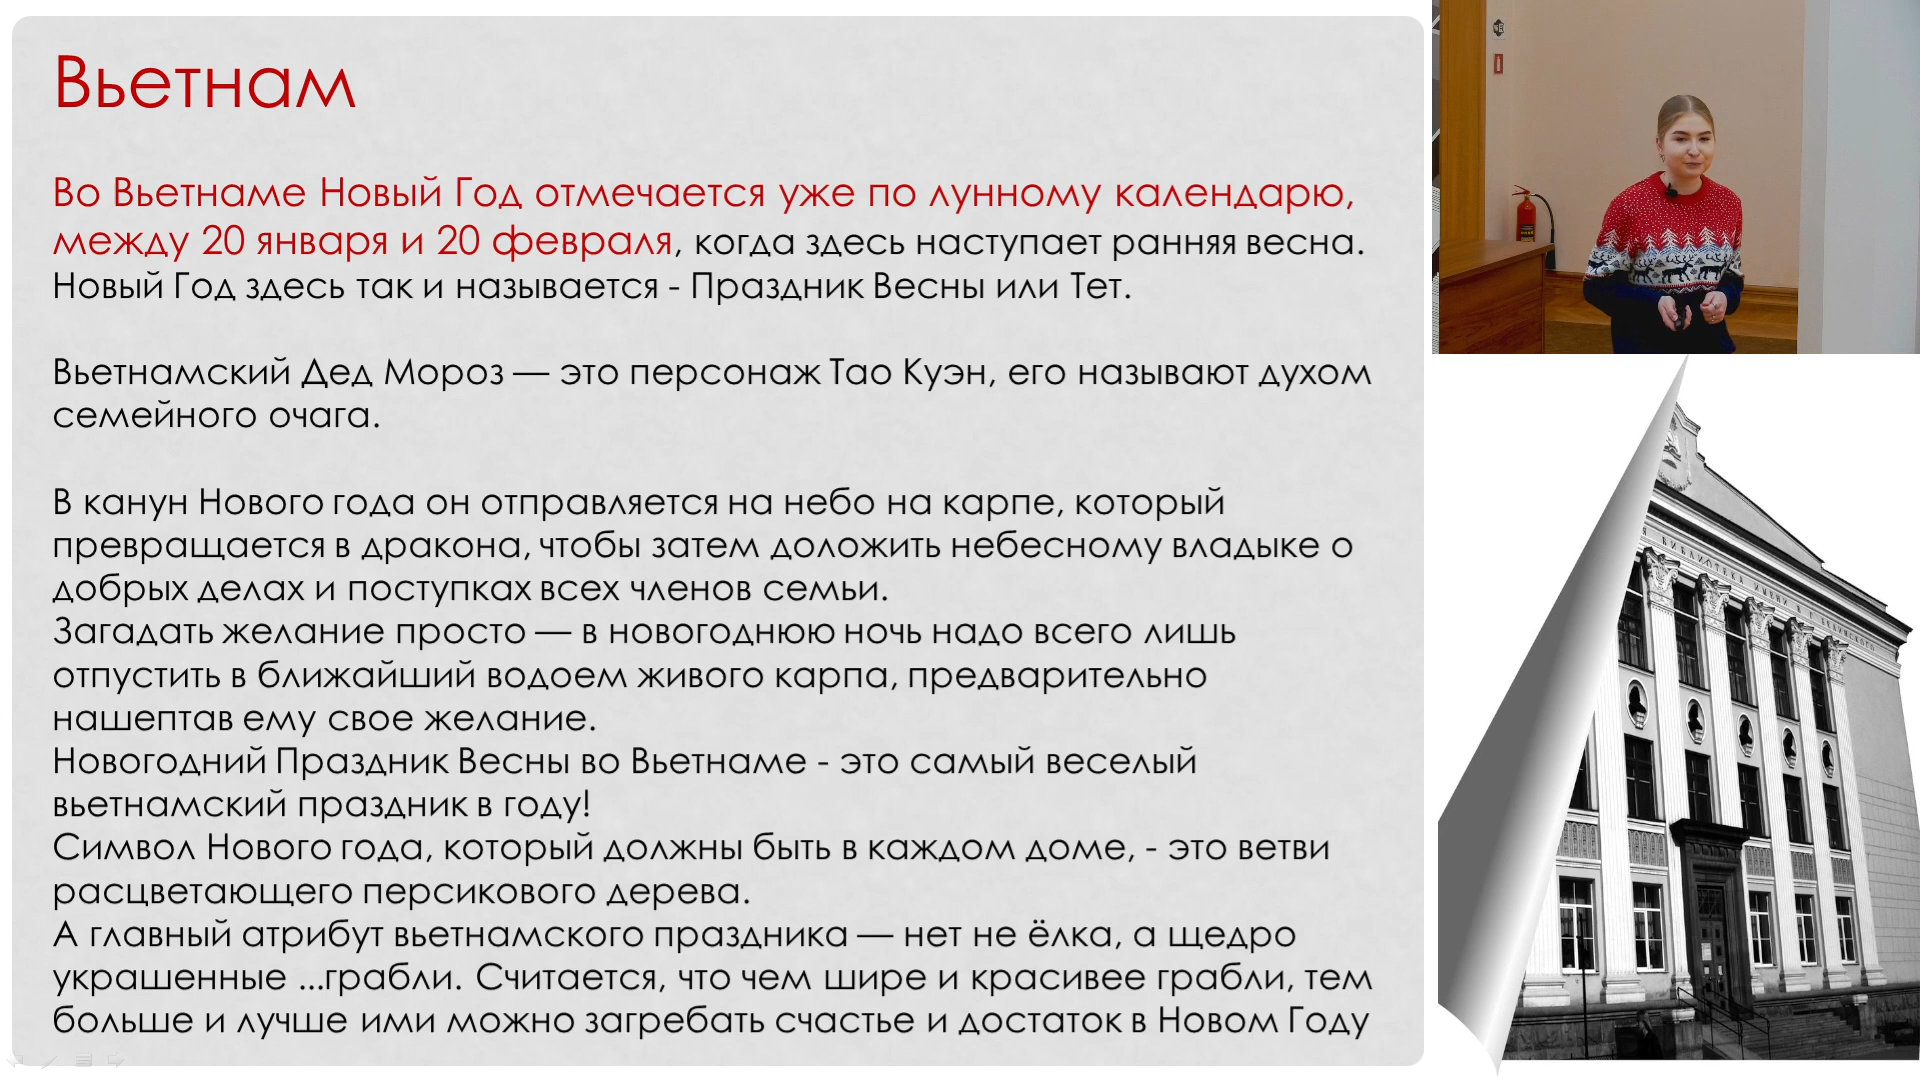 Вьетнам
Во Вьетнаме Новый Год отмечается уже по лунному календарю,
между 20 января и 20 февраля, когда здесь наступает ранняя весна.
Новый Год здесь так и называется - Праздник Весны или Тет.
Вьетнамский Дед Мороз — это персонаж Тао Куэн, его называют духом
семейного очага.
В канун Нового года он отправляется на небо на карпе, который
превращается в дракона, чтобы затем доложить небесному владыке о
добрых делах и поступках всех членов семьи.
Загадать желание просто — в новогоднюю ночь надо всего лишь
отпустить в ближайший водоем живого карпа, предварительно
нашептав ему свое желание.
Новогодний Праздник Весны во Вьетнаме - это самый веселый
вьетнамский праздник в году!
Символ Нового года, который должны быть в каждом доме, - это ветви
расцветающего персикового дерева.
А главный атрибут вьетнамского праздника — нет не ёлка, а щедро
украшенные ...грабли. Считается, что чем шире и красивее грабли, тем
больше и лучше ими можно загребать счастье и достаток в Новом Году
БИБЛИОТЕКА ИМЕНИ В Г БЕЛИНСКОГО